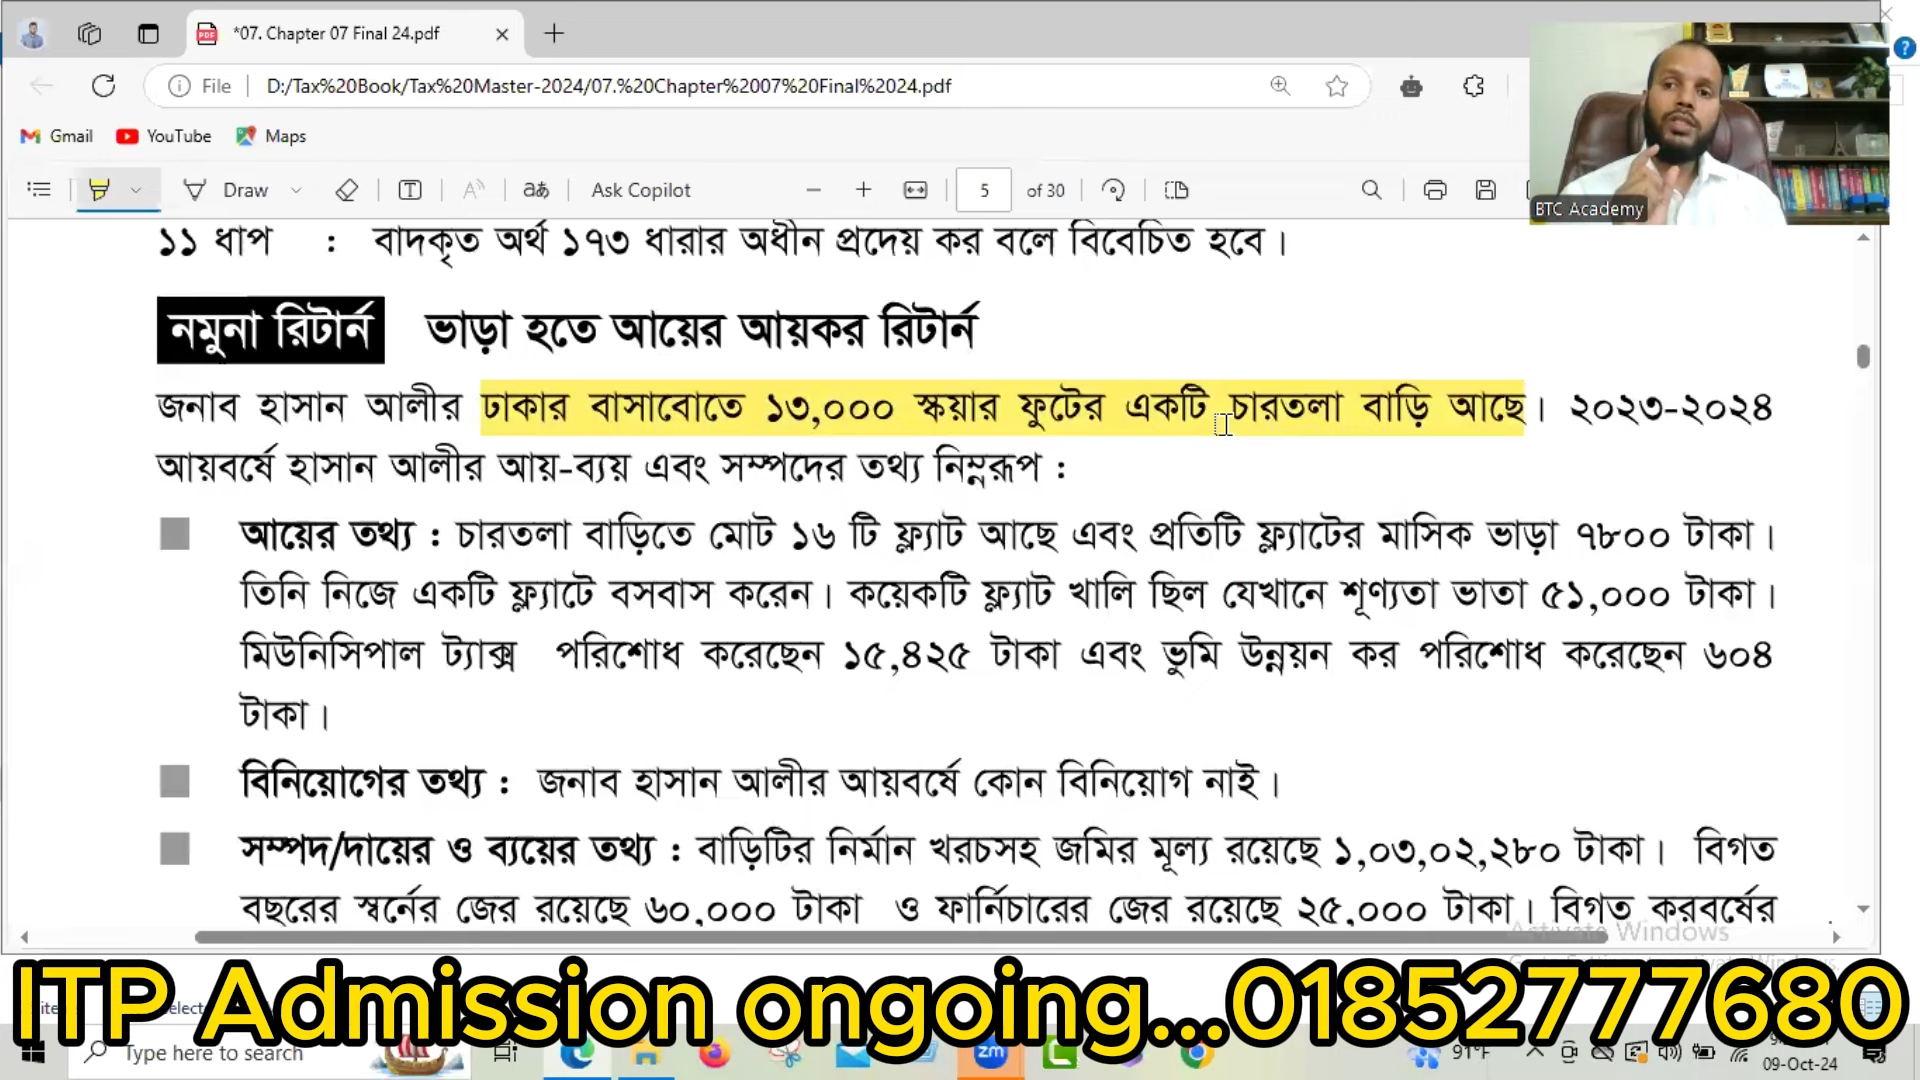 *07. Chapter 07 Final 24.pdf
File D:/Tax%20Book/Tax%20Master-2024/07.%20Chapter%2007%20Final%2024.pdf
Gmail YouTube Maps
Draw Ask Copilot 5 of 30
BTC Academy
১১ ধাপ : বাদকৃত অর্থ ১৭৩ ধারার অধীন প্রদেয় কর বলে বিবেচিত হবে।
নমুনা রিটার্ন ভাড়া হতে আয়ের আয়কর রিটার্ন
জনাব হাসান আলীর ঢাকার বাসাবোতে ১৩,০০০ স্কয়ার ফুটের একটি চারতলা বাড়ি আছে। ২০২৩-২০২৪
আয়বর্ষে হাসান আলীর আয়-ব্যয় এবং সম্পদের তথ্য নিম্নরূপ :
আয়ের তথ্য : চারতলা বাড়িতে মোট ১৬ টি ফ্ল্যাট আছে এবং প্রতিটি ফ্ল্যাটের মাসিক ভাড়া ৭৮০০ টাকা।
তিনি নিজে একটি ফ্ল্যাটে বসবাস করেন। কয়েকটি ফ্ল্যাট খালি ছিল যেখানে শূণ্যতা ভাতা ৫১,০০০ টাকা।
মিউনিসিপাল ট্যাক্স পরিশোধ করেছেন ১৫,৪২৫ টাকা এবং ভুমি উন্নয়ন কর পরিশোধ করেছেন ৬০৪
টাকা।
বিনিয়োগের তথ্য : জনাব হাসান আলীর আয়বর্ষে কোন বিনিয়োগ নাই।
সম্পদ/দায়ের ও ব্যয়ের তথ্য : বাড়িটির নির্মান খরচসহ জমির মূল্য রয়েছে ১,০৩,০২,২৮০ টাকা। বিগত
বছরের স্বর্নের জের রয়েছে ৬০,০০০ টাকা ও ফার্নিচারের জের রয়েছে ২৫,০০০ টাকা। বিগত করবর্ষের
Activate Windows
ITP Admission ongoing...01852777680
Type here to search
91°F
09-Oct-24